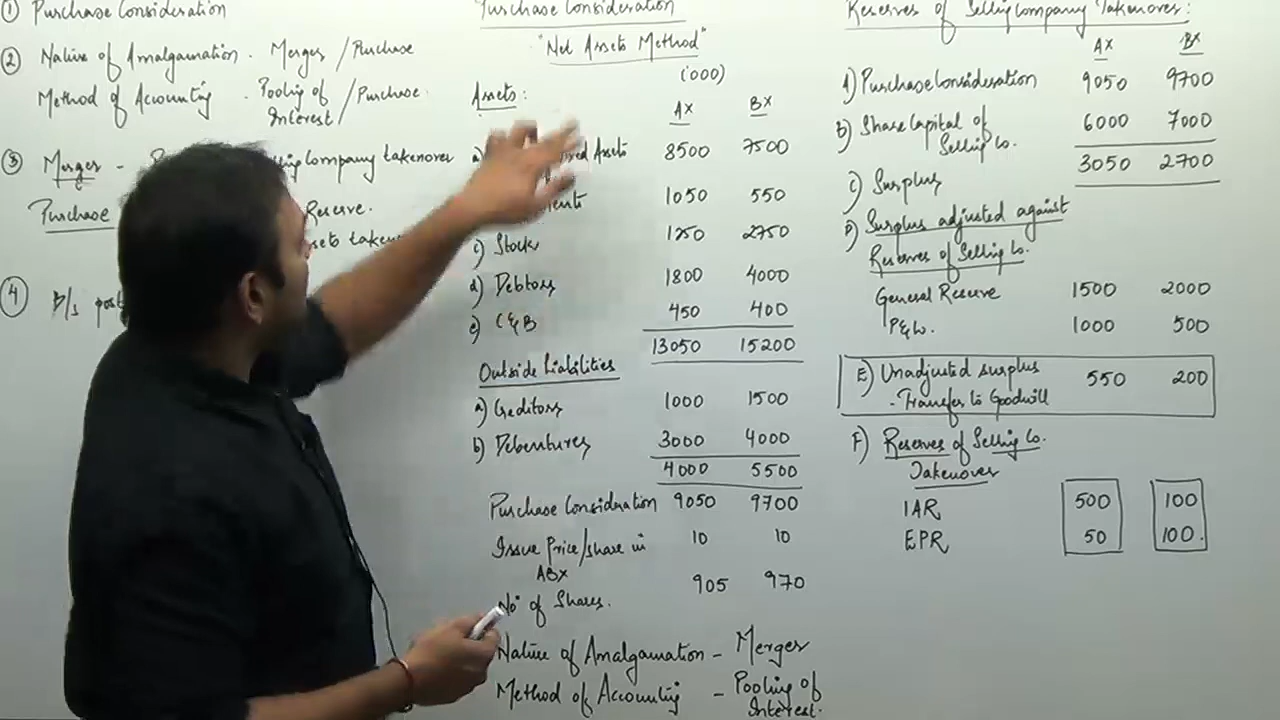 ① Purchase Consideration
② Nature of Amalgamation - Merger / Purchase
Method of Accounting - Pooling of Interest / Purchase
③ Merger - Selling Company takeover
Purchase Reserve.
④ B/s
Purchase Consideration
"Net Assets Method"
('000)
Assets: AX BX
a) Assets 8500 7500
1050 550
c) Stock 1250 2750
d) Debtors 1800 4000
e) C&B 450 400
13050 15200
Outside Liabilities
a) Creditors 1000 1500
b) Debentures 3000 4000
4000 5500
Purchase Consideration 9050 9700
Issue Price/share in ABX 10 10
No. of Shares. 905 970
Nature of Amalgamation - Merger
Method of Accounting - Pooling of Interest.
Reserves of Selling Company Takenover:
AX BX
A) Purchase Consideration 9050 9700
B) Share Capital of Selling Co. 6000 7000
C) Surplus 3050 2700
D) Surplus adjusted against
Reserves of Selling Co.
General Reserve 1500 2000
P&L. 1000 500
E) Unadjusted surplus 550 200
- Transfer to Goodwill
F) Reserves of Selling Co.
Takenover
IAR 500 100
EPR 50 100.